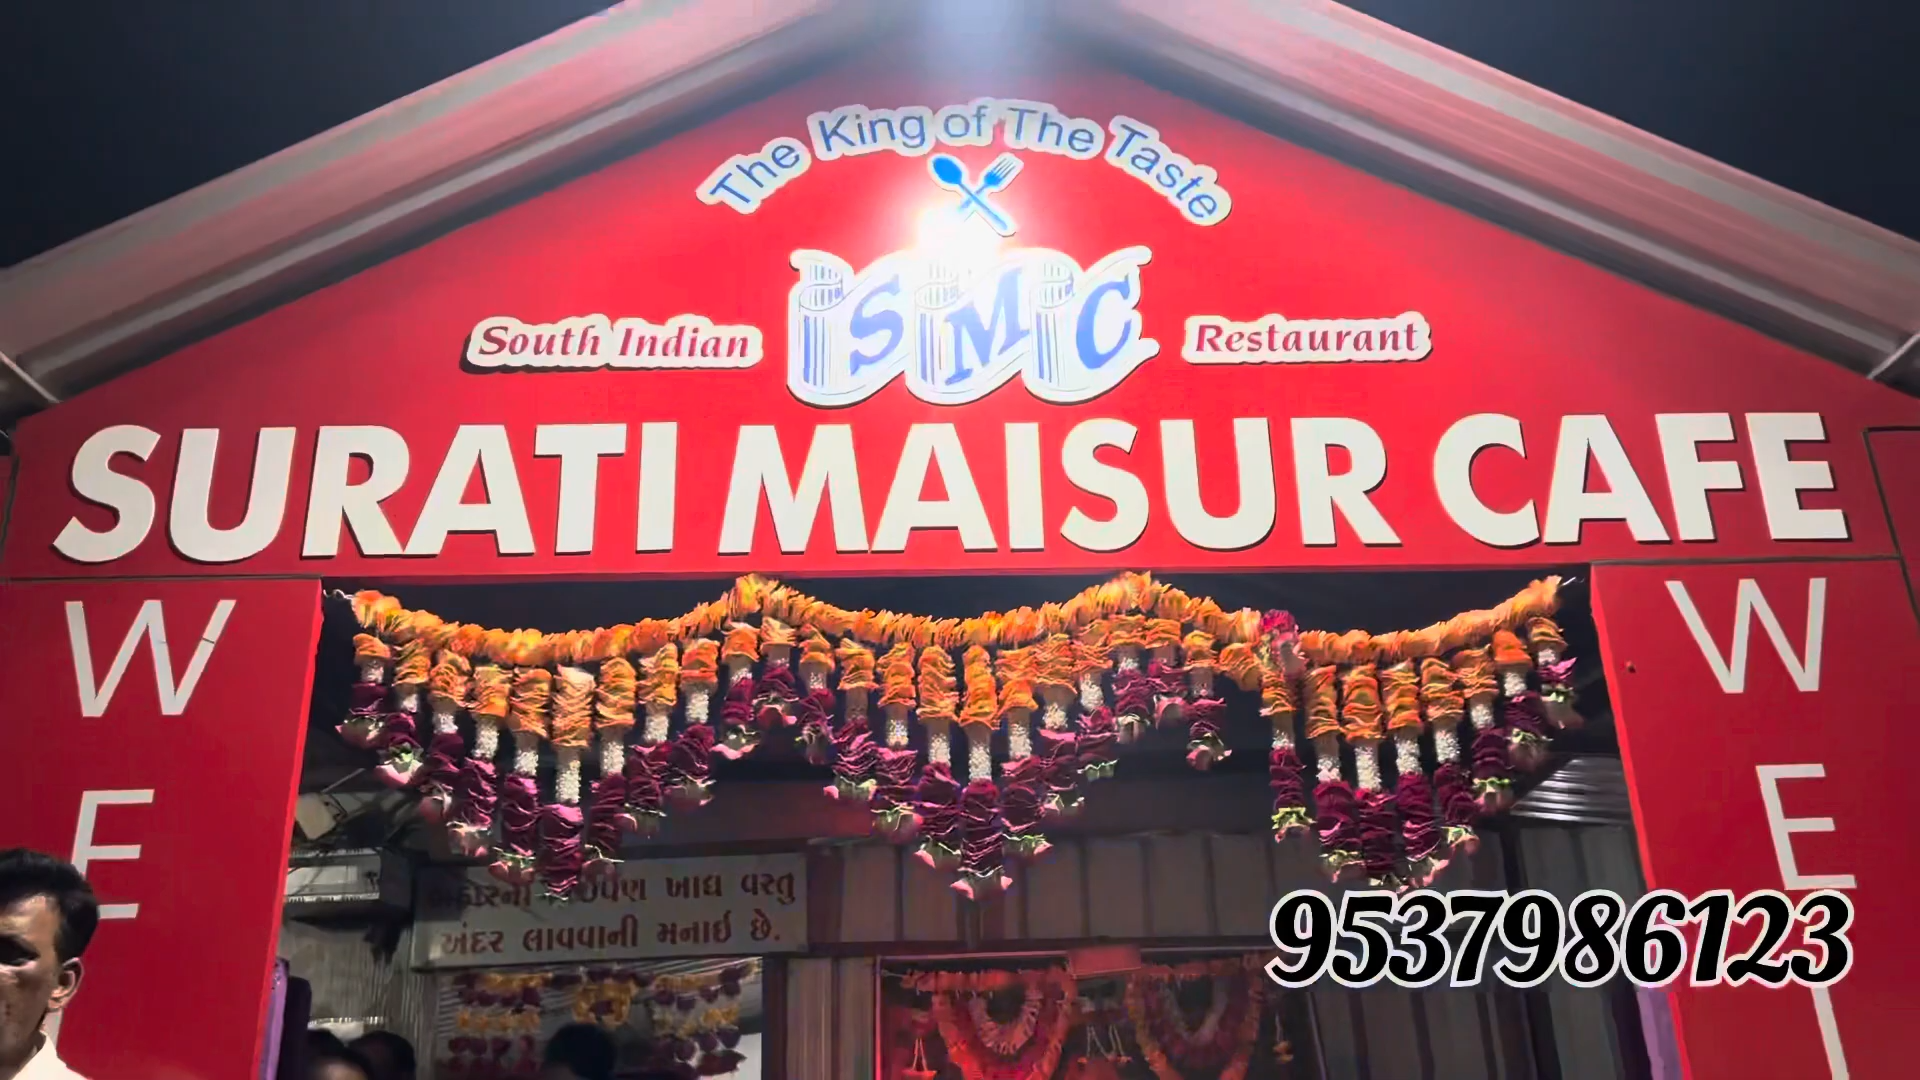 The King of The Taste
SMC
South Indian Restaurant
SURATI MAISUR CAFE
W
E
W
E
ખાદ્ય વસ્તુ
અંદર લાવવાની મનાઇ છે.
9537986123